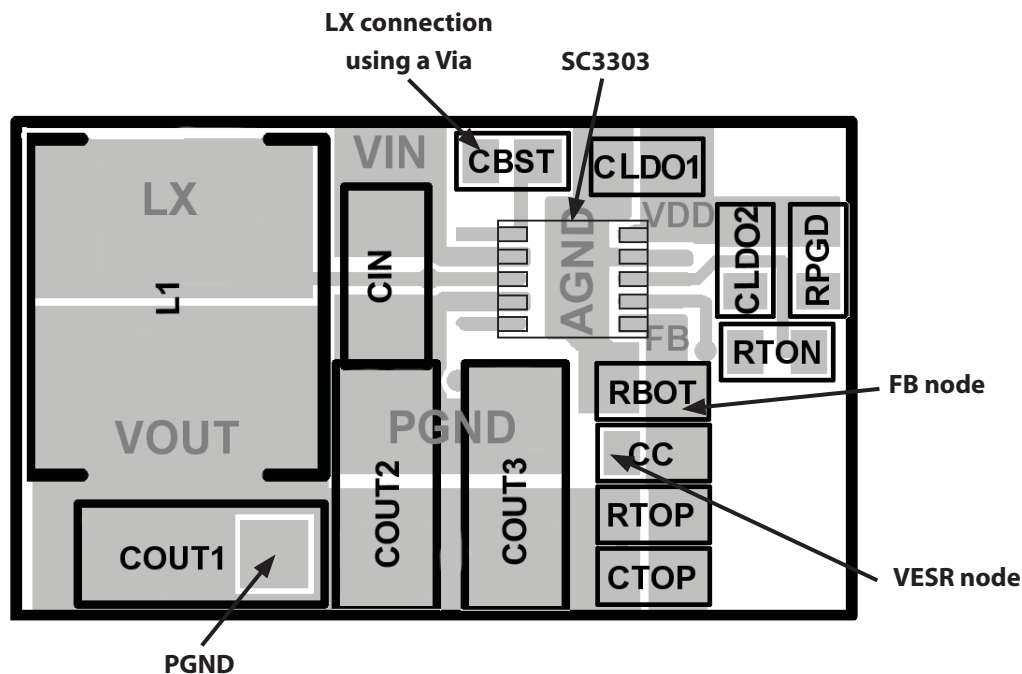 LX connection
using a Via
SC3303
VIN
CBST
CLDO1
LX
VDD
CIN
AGND
CLDO2
RPGD
L1
FB
RTON
RBOT
FB node
VOUT
PGND
CC
COUT2
COUT3
RTOP
COUT1
CTOP
VESR node
PGND